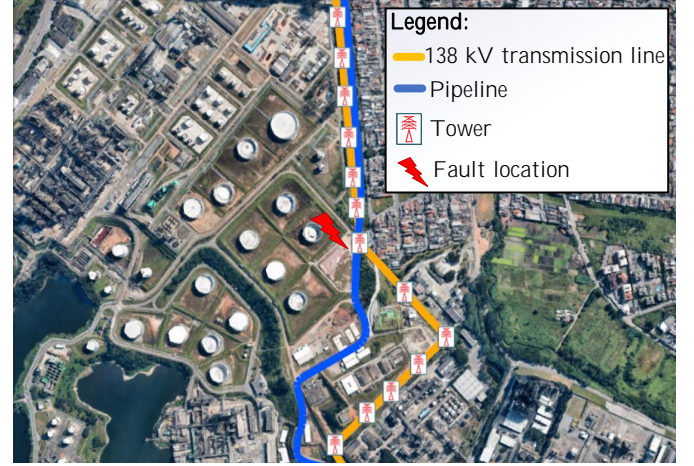 Legend:
138 kV transmission line
Pipeline
Tower
Fault location